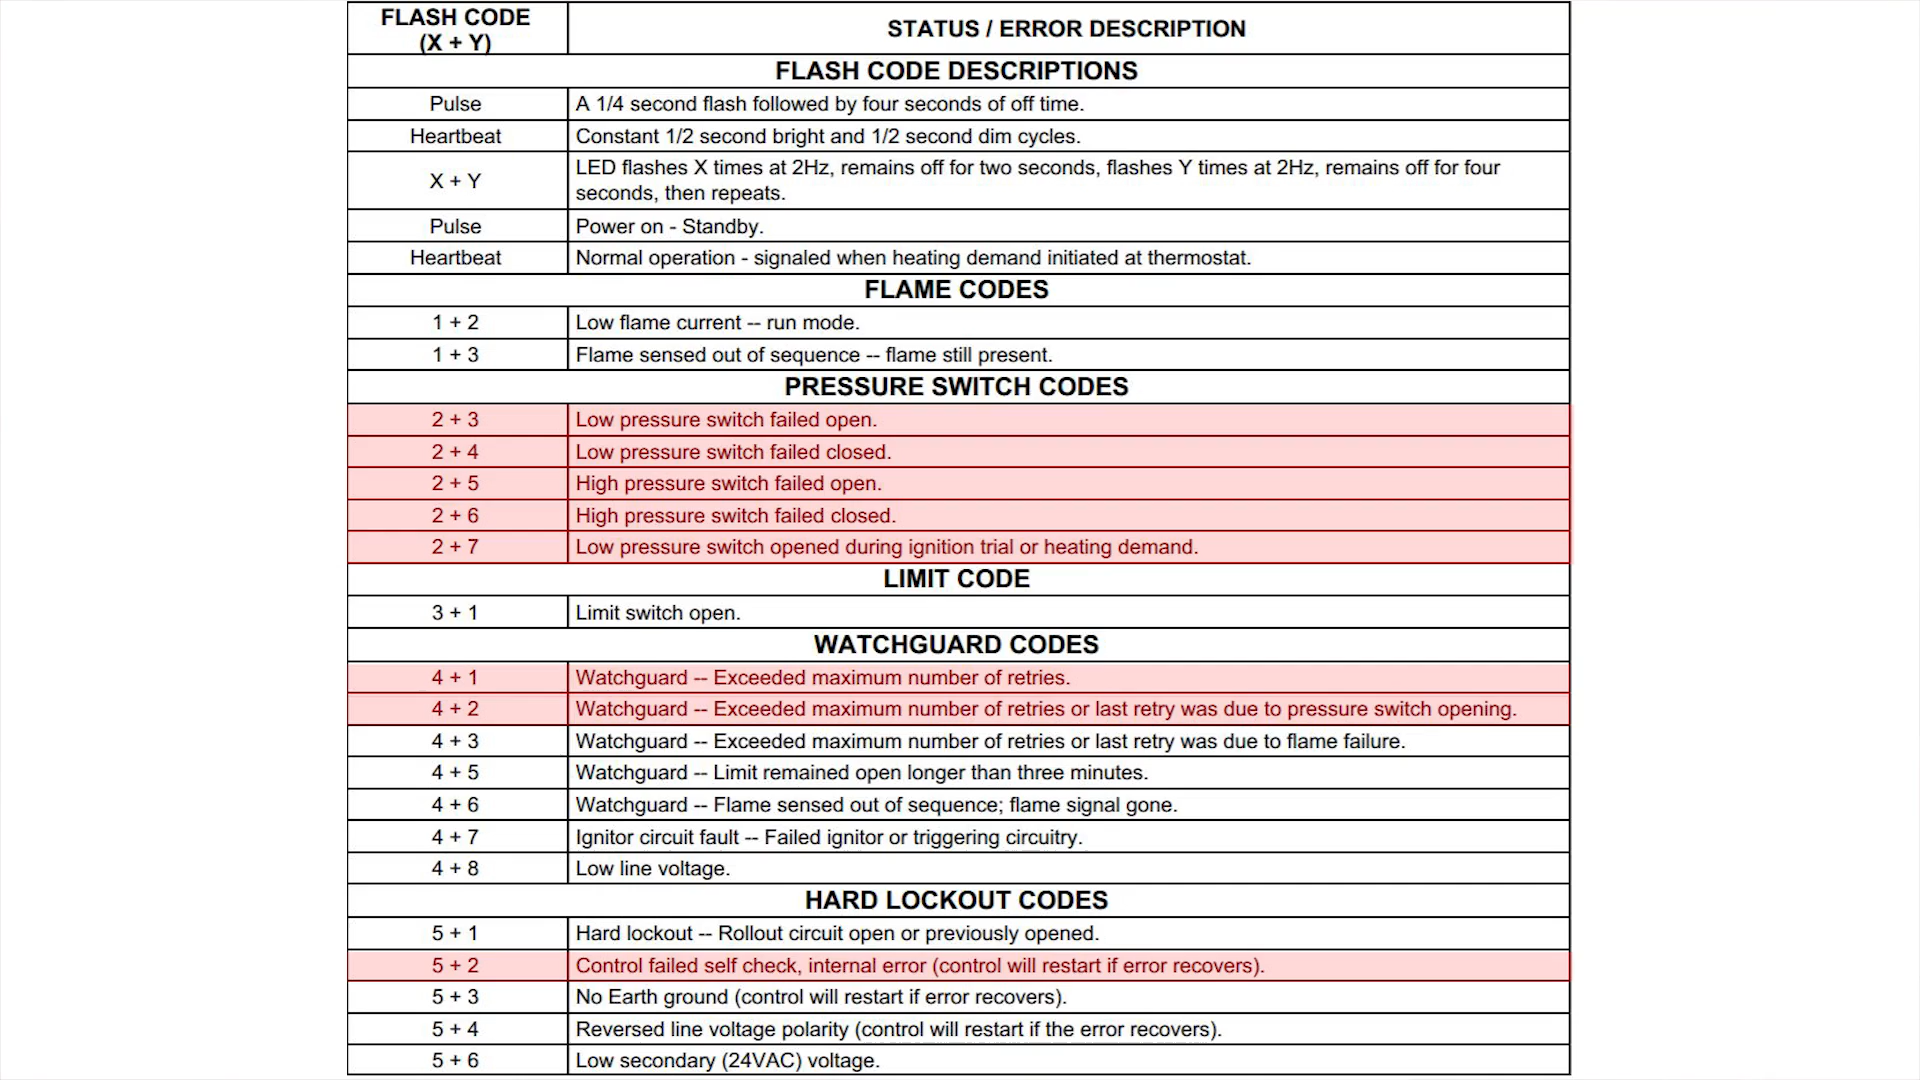 FLASH CODE
(X + Y)
STATUS / ERROR DESCRIPTION
FLASH CODE DESCRIPTIONS
Pulse A 1/4 second flash followed by four seconds of off time.
Heartbeat Constant 1/2 second bright and 1/2 second dim cycles.
X + Y LED flashes X times at 2Hz, remains off for two seconds, flashes Y times at 2Hz, remains off for four
seconds, then repeats.
Pulse Power on - Standby.
Heartbeat Normal operation - signaled when heating demand initiated at thermostat.
FLAME CODES
1 + 2 Low flame current -- run mode.
1 + 3 Flame sensed out of sequence -- flame still present.
PRESSURE SWITCH CODES
2 + 3 Low pressure switch failed open.
2 + 4 Low pressure switch failed closed.
2 + 5 High pressure switch failed open.
2 + 6 High pressure switch failed closed.
2 + 7 Low pressure switch opened during ignition trial or heating demand.
LIMIT CODE
3 + 1 Limit switch open.
WATCHGUARD CODES
4 + 1 Watchguard -- Exceeded maximum number of retries.
4 + 2 Watchguard -- Exceeded maximum number of retries or last retry was due to pressure switch opening.
4 + 3 Watchguard -- Exceeded maximum number of retries or last retry was due to flame failure.
4 + 5 Watchguard -- Limit remained open longer than three minutes.
4 + 6 Watchguard -- Flame sensed out of sequence; flame signal gone.
4 + 7 Ignitor circuit fault -- Failed ignitor or triggering circuitry.
4 + 8 Low line voltage.
HARD LOCKOUT CODES
5 + 1 Hard lockout -- Rollout circuit open or previously opened.
5 + 2 Control failed self check, internal error (control will restart if error recovers).
5 + 3 No Earth ground (control will restart if error recovers).
5 + 4 Reversed line voltage polarity (control will restart if the error recovers).
5 + 6 Low secondary (24VAC) voltage.